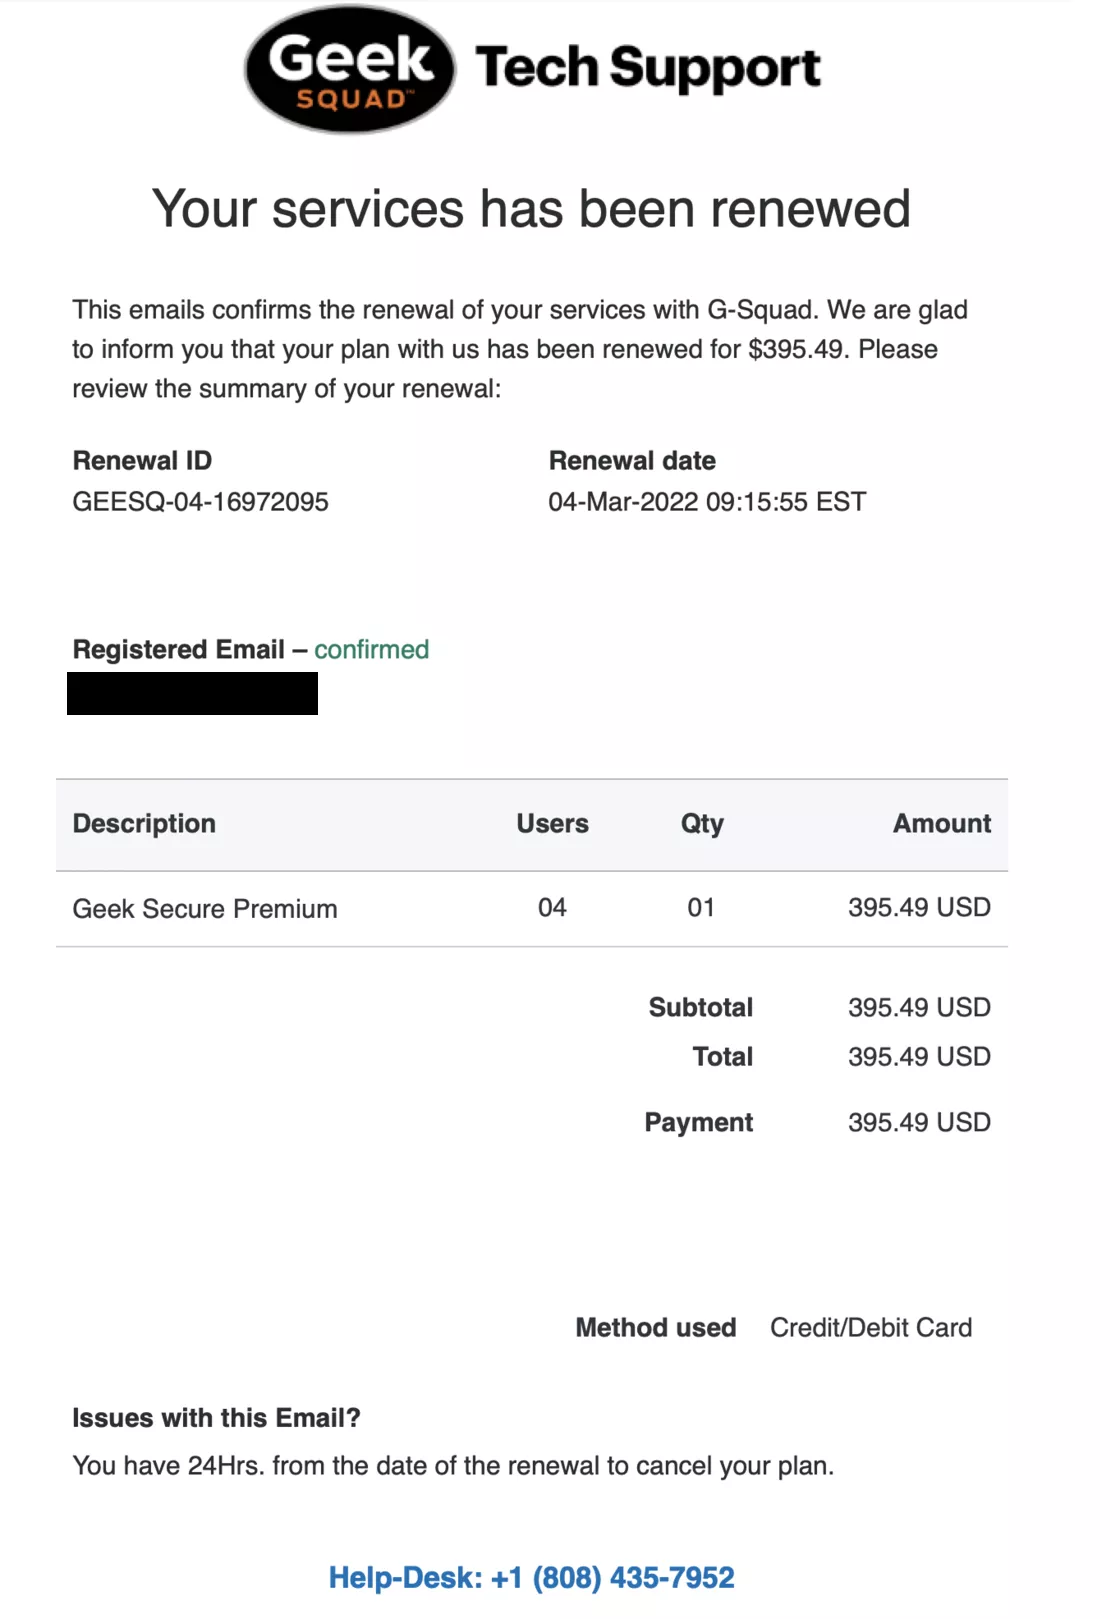 Geek Tech Support
SQUAD™
Your services has been renewed
This emails confirms the renewal of your services with G-Squad. We are glad
to inform you that your plan with us has been renewed for $395.49. Please
review the summary of your renewal:
Renewal ID Renewal date
GEESQ-04-16972095 04-Mar-2022 09:15:55 EST
Registered Email – confirmed
Description Users Qty Amount
Geek Secure Premium 04 01 395.49 USD
Subtotal 395.49 USD
Total 395.49 USD
Payment 395.49 USD
Method used Credit/Debit Card
Issues with this Email?
You have 24Hrs. from the date of the renewal to cancel your plan.
Help-Desk: +1 (808) 435-7952